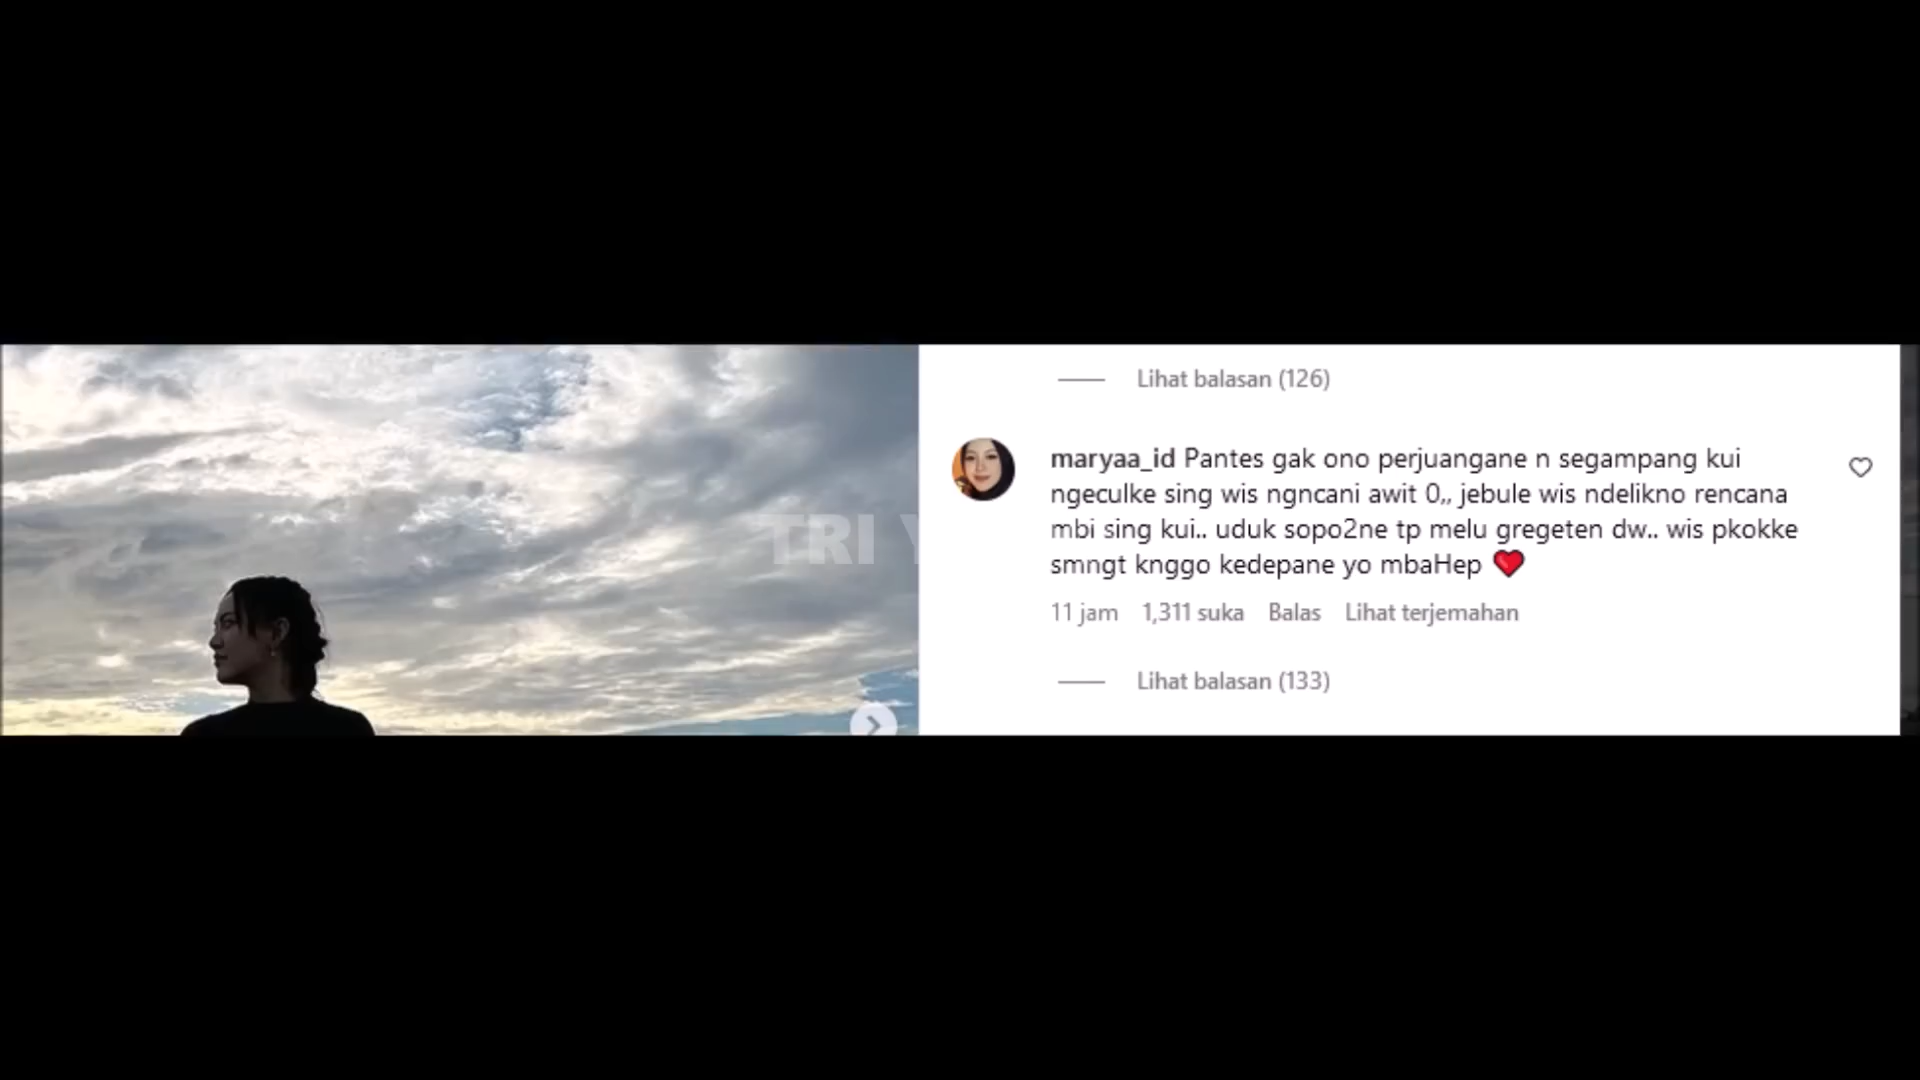 TRI
Lihat balasan (126)
maryaa_id Pantes gak ono perjuangane n segampang kui
ngeculke sing wis ngncani awit 0,, jebule wis ndelikno rencana
mbi sing kui.. uduk sopo2ne tp melu gregeten dw.. wis pkokke
smngt knggo kedepane yo mbaHep ❤️
11 jam 1,311 suka Balas Lihat terjemahan
Lihat balasan (133)